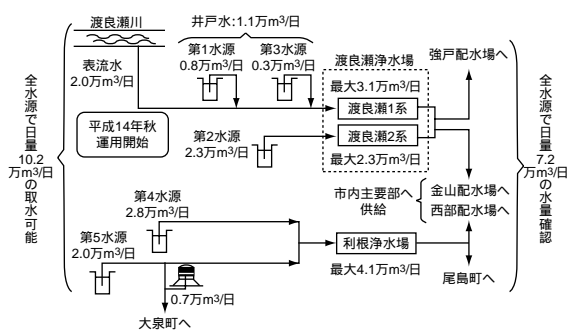 渡良瀬川
井戸水:1.1万m³/日
表流水
2.0万m³/日
第1水源
0.8万m³/日
第3水源
0.3万m³/日
渡良瀬浄水場
最大3.1万m³/日
渡良瀬1系
渡良瀬2系
最大2.3万m³/日
強戸配水場へ
平成14年秋
運用開始
第2水源
2.3万m³/日
全水源で日量
10.2
万m³/日
の取水可能
全水源で日量
7.2
万m³/日
の水量確認
市内主要部へ
供給
金山配水場へ
西部配水場へ
第4水源
2.8万m³/日
第5水源
2.0万m³/日
利根浄水場
最大4.1万m³/日
0.7万m³/日
大泉町へ
尾島町へ